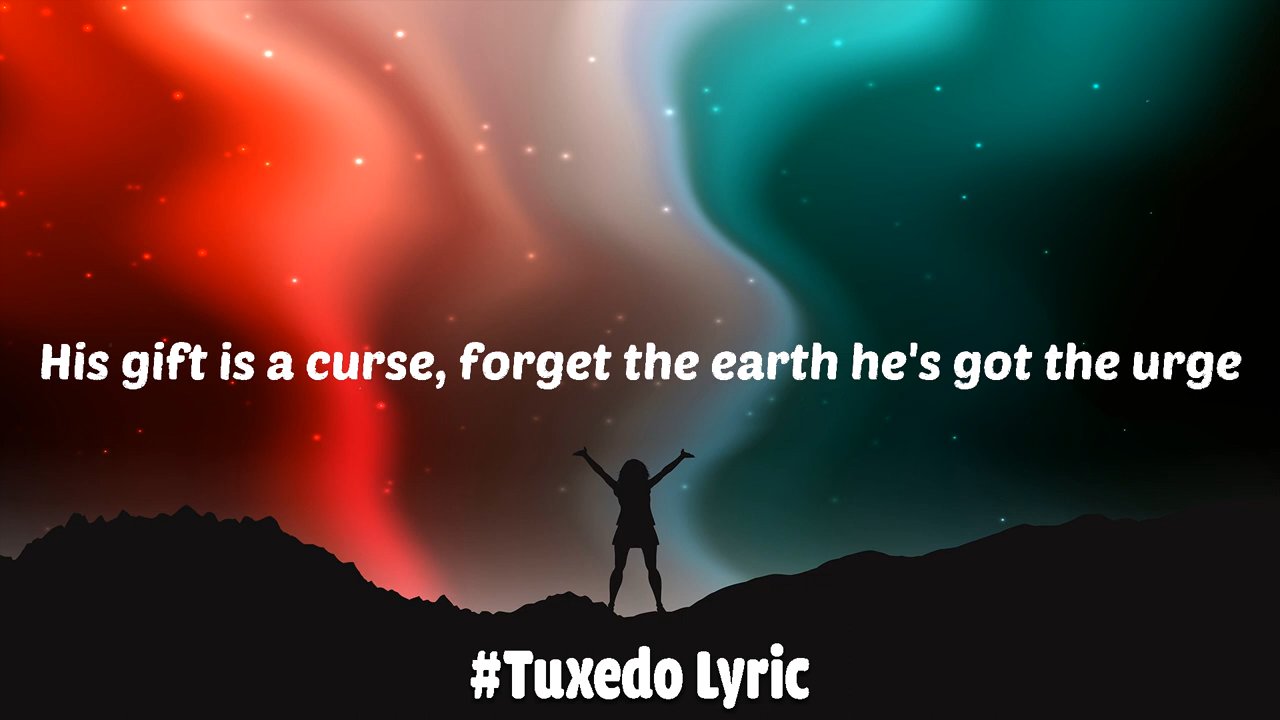 His gift is a curse, forget the earth he's got the urge
#Tuxedo Lyric